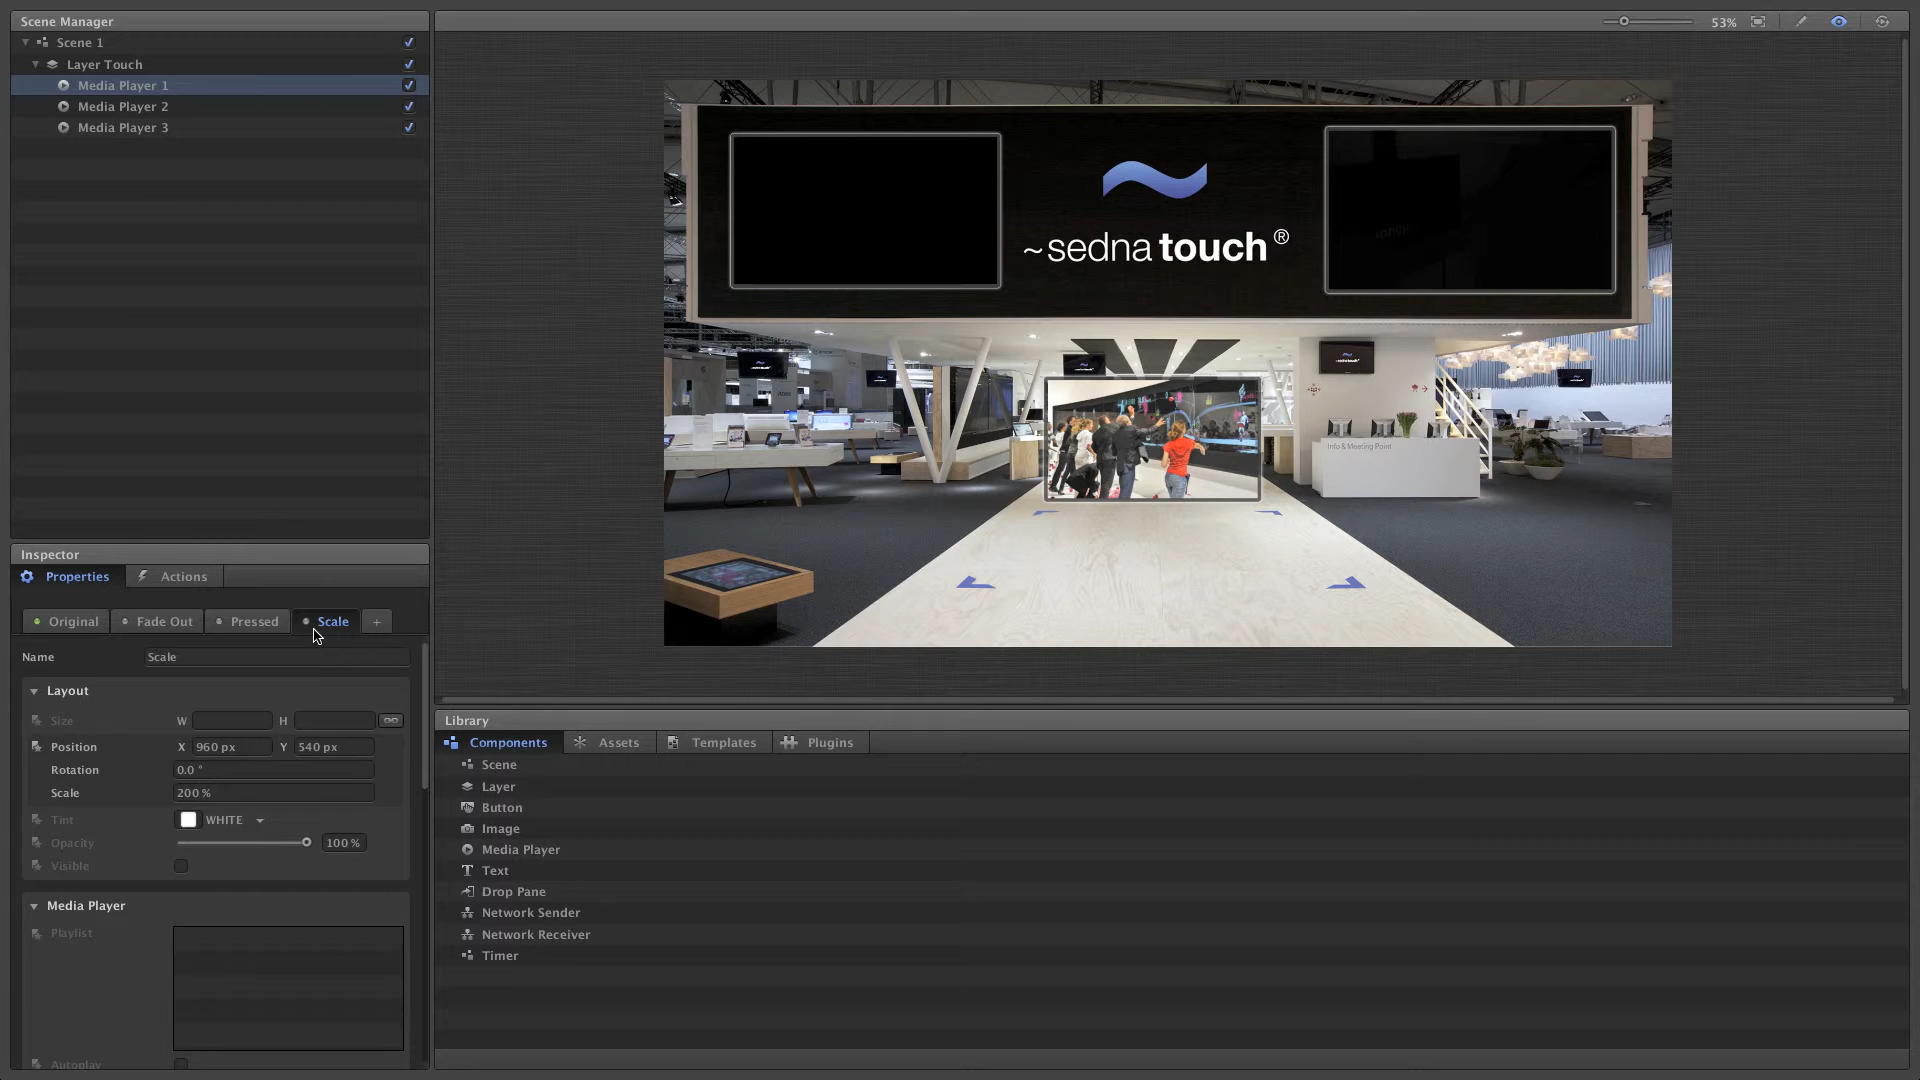 Scene Manager
Scene 1
Layer Touch
Media Player 1
Media Player 2
Media Player 3
53%
~sedna touch®
Info & Meeting Point
Inspector
Properties
Actions
Original
Fade Out
Pressed
Scale
+
Name
Scale
Layout
Size
W
H
Position
X
960 px
Y
540 px
Rotation
0.0 °
Scale
200 %
Tint
WHITE
Opacity
100 %
Visible
Media Player
Playlist
Autoplay
Library
Components
Assets
Templates
Plugins
Scene
Layer
Button
Image
Media Player
Text
Drop Pane
Network Sender
Network Receiver
Timer